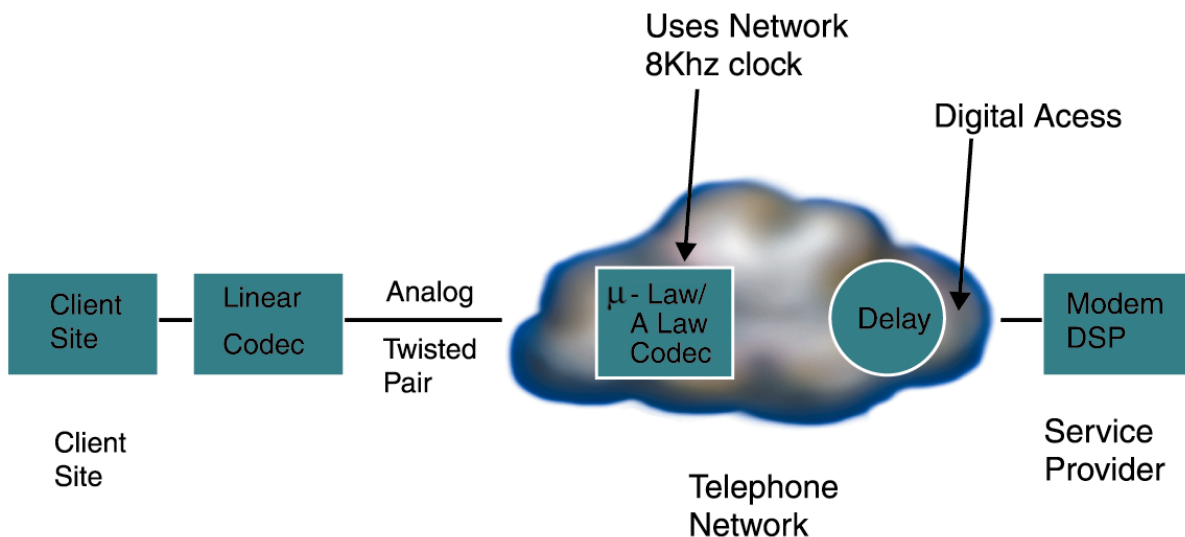 Uses Network
8Khz clock
Digital Acess
Client
Site
Linear
Codec
Analog
Twisted
Pair
μ - Law/
A Law
Codec
Delay
Modem
DSP
Client
Site
Service
Provider
Telephone
Network